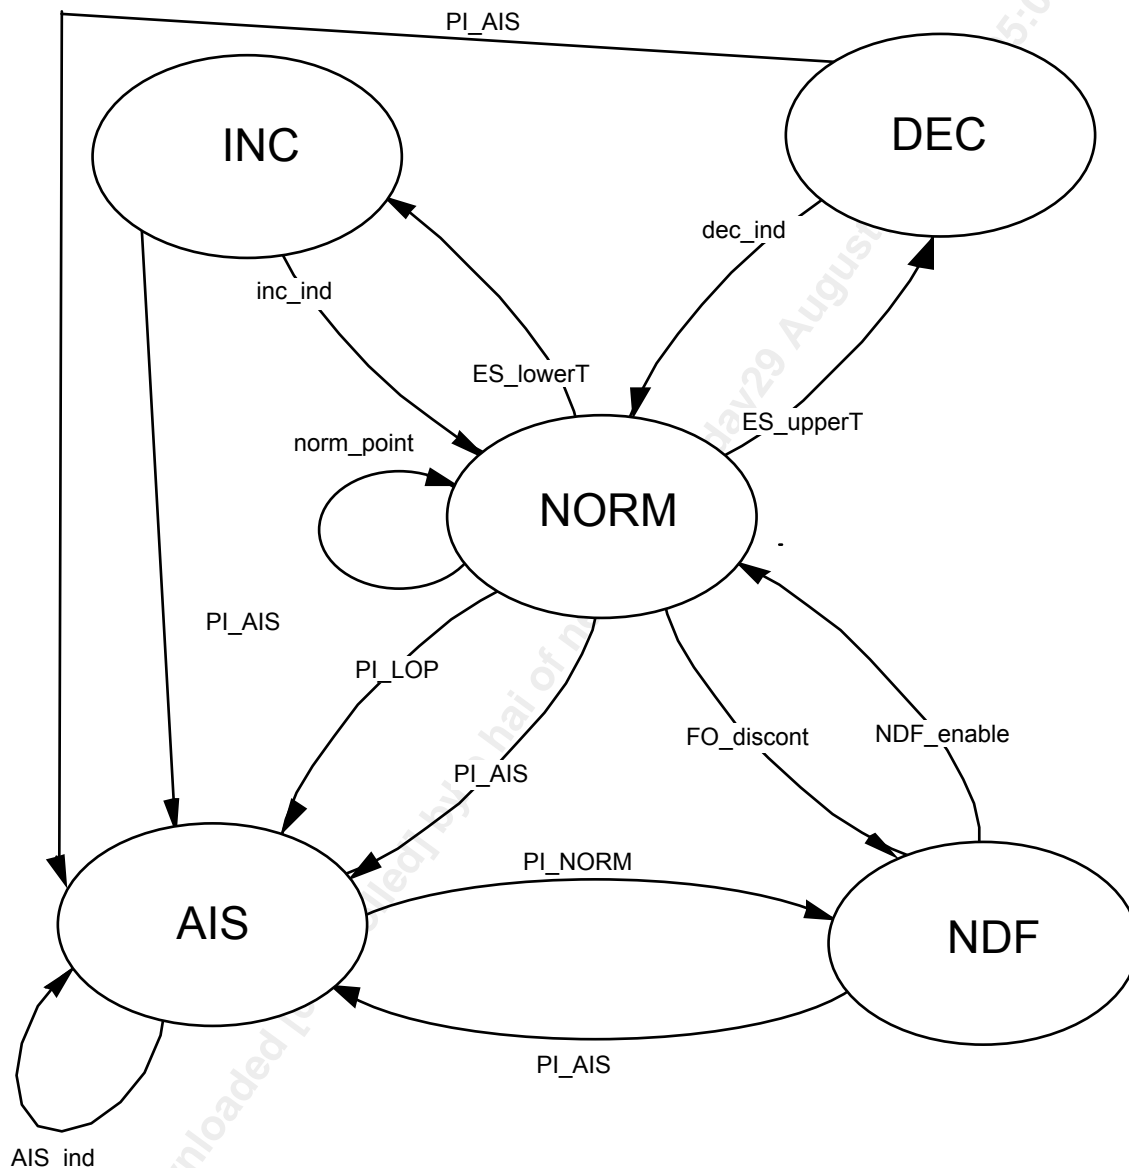 PI_AIS
INC
DEC
dec_ind
inc_ind
ES_lowerT
ES_upperT
norm_point
NORM
PI_AIS
PI_LOP
FO_discont
NDF_enable
PI_AIS
PI_NORM
AIS
NDF
PI_AIS
AIS_ind